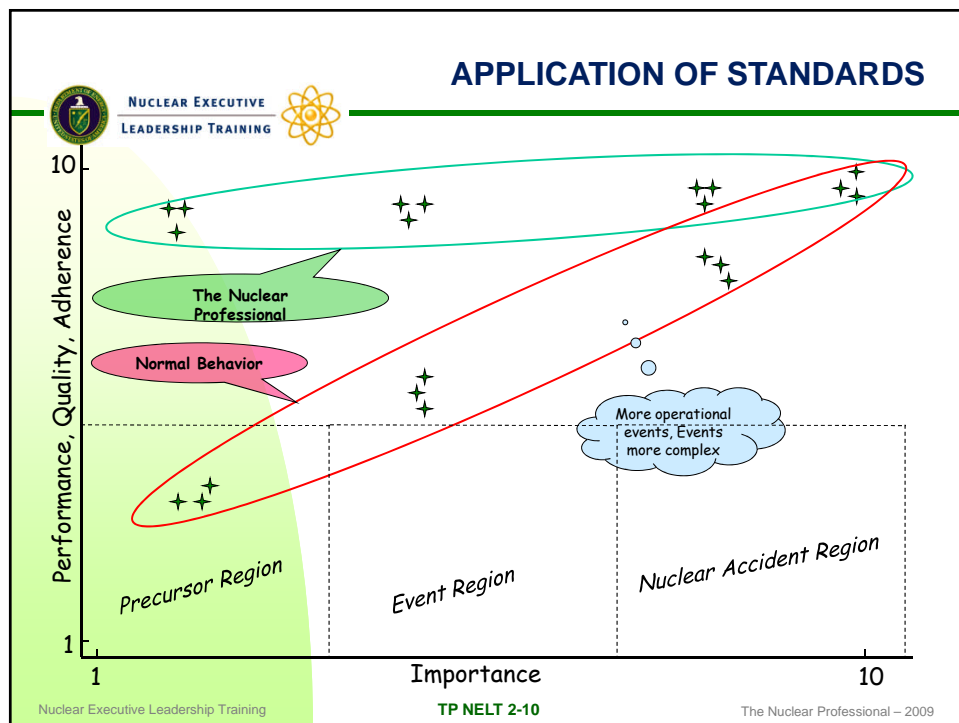 APPLICATION OF STANDARDS
NUCLEAR EXECUTIVE
LEADERSHIP TRAINING
10
Performance, Quality, Adherence
The Nuclear
Professional
Normal Behavior
More operational
events, Events
more complex
Precursor Region
Event Region
Nuclear Accident Region
1
1
Importance
10
Nuclear Executive Leadership Training
TP NELT 2-10
The Nuclear Professional – 2009